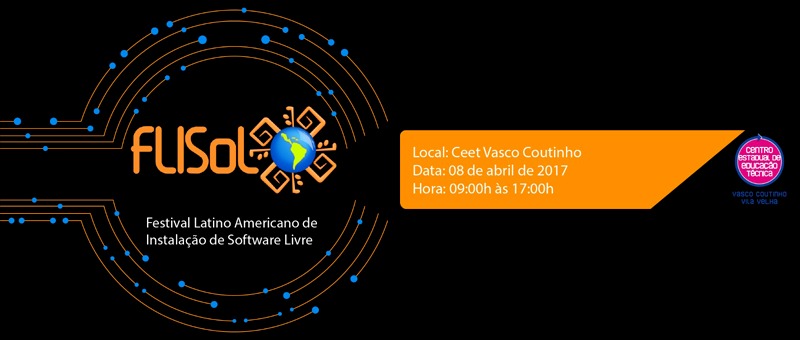 FLISoL
Festival Latino Americano de
Instalação de Software Livre
Local: Ceet Vasco Coutinho
Data: 08 de abril de 2017
Hora: 09:00h às 17:00h
CENTRO
ESTADUAL DE
EDUCAÇÃO
TÉCNICA
VASCO COUTINHO
VILA VELHA